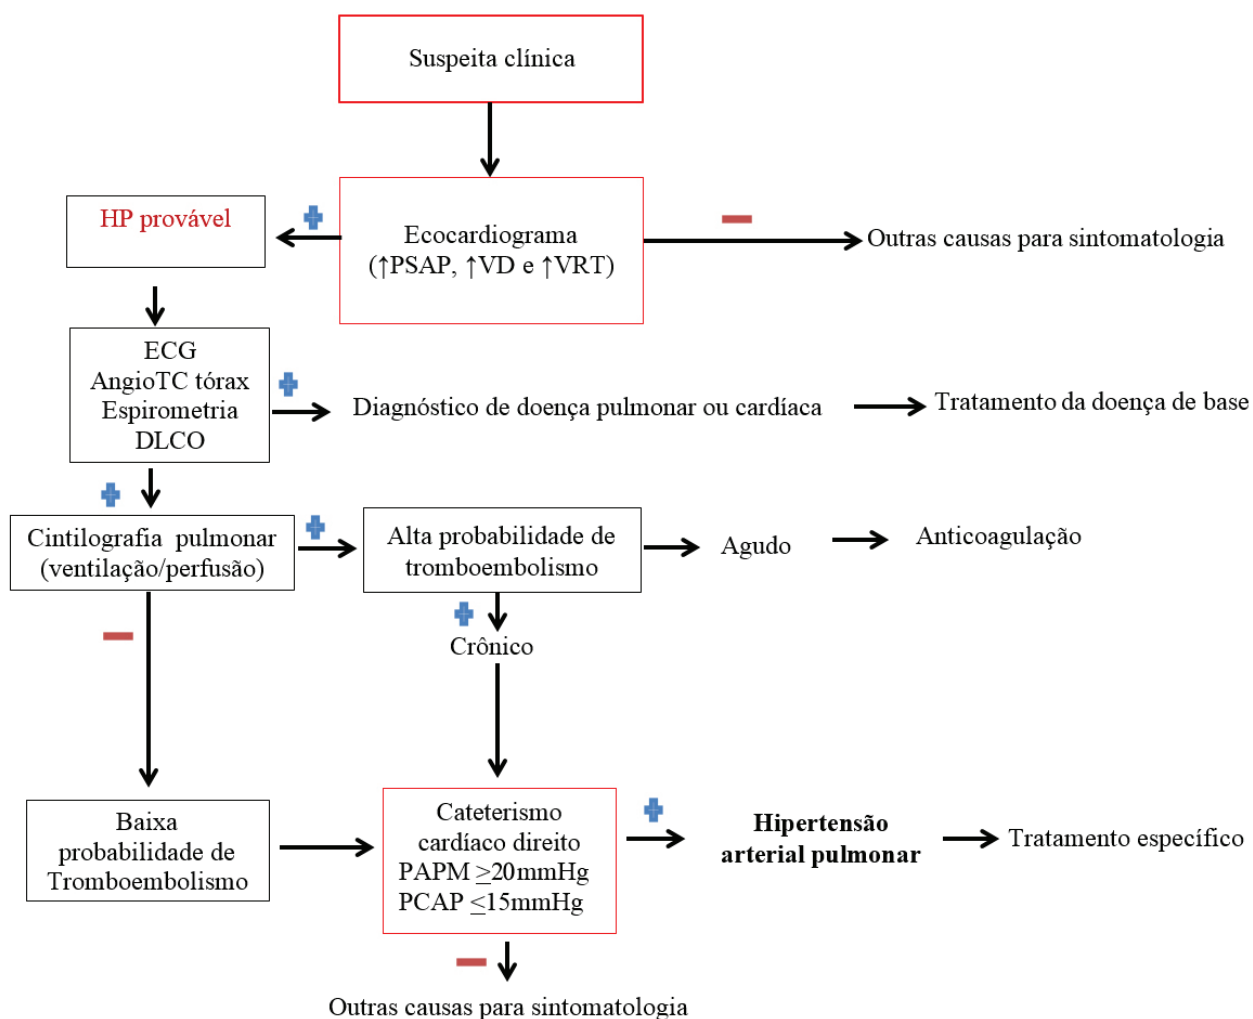 Suspeita clínica
HP provável
Ecocardiograma
(↑PSAP, ↑VD e ↑VRT)
Outras causas para sintomatologia
ECG
AngioTC tórax
Espirometria
DLCO
Diagnóstico de doença pulmonar ou cardíaca
Tratamento da doença de base
Cintilografia pulmonar
(ventilação/perfusão)
Alta probabilidade de
tromboembolismo
Agudo
Anticoagulação
Crônico
Baixa
probabilidade de
Tromboembolismo
Cateterismo
cardíaco direito
PAPM ≥20mmHg
PCAP ≤15mmHg
Hipertensão
arterial pulmonar
Tratamento específico
Outras causas para sintomatologia